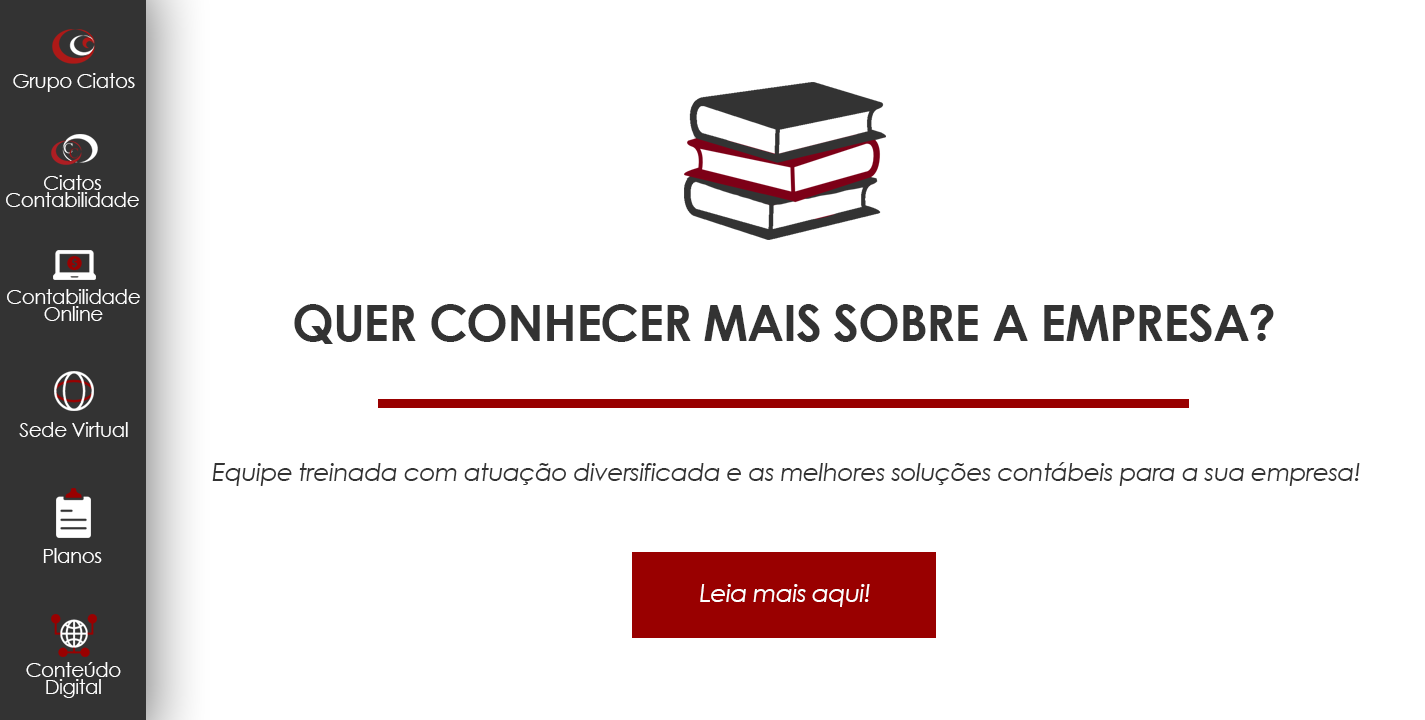 Grupo Ciatos
Ciatos
Contabilidade
Contabilidade
Online
Sede Virtual
Planos
Conteúdo
Digital
QUER CONHECER MAIS SOBRE A EMPRESA?
Equipe treinada com atuação diversificada e as melhores soluções contábeis para a sua empresa!
Leia mais aqui!